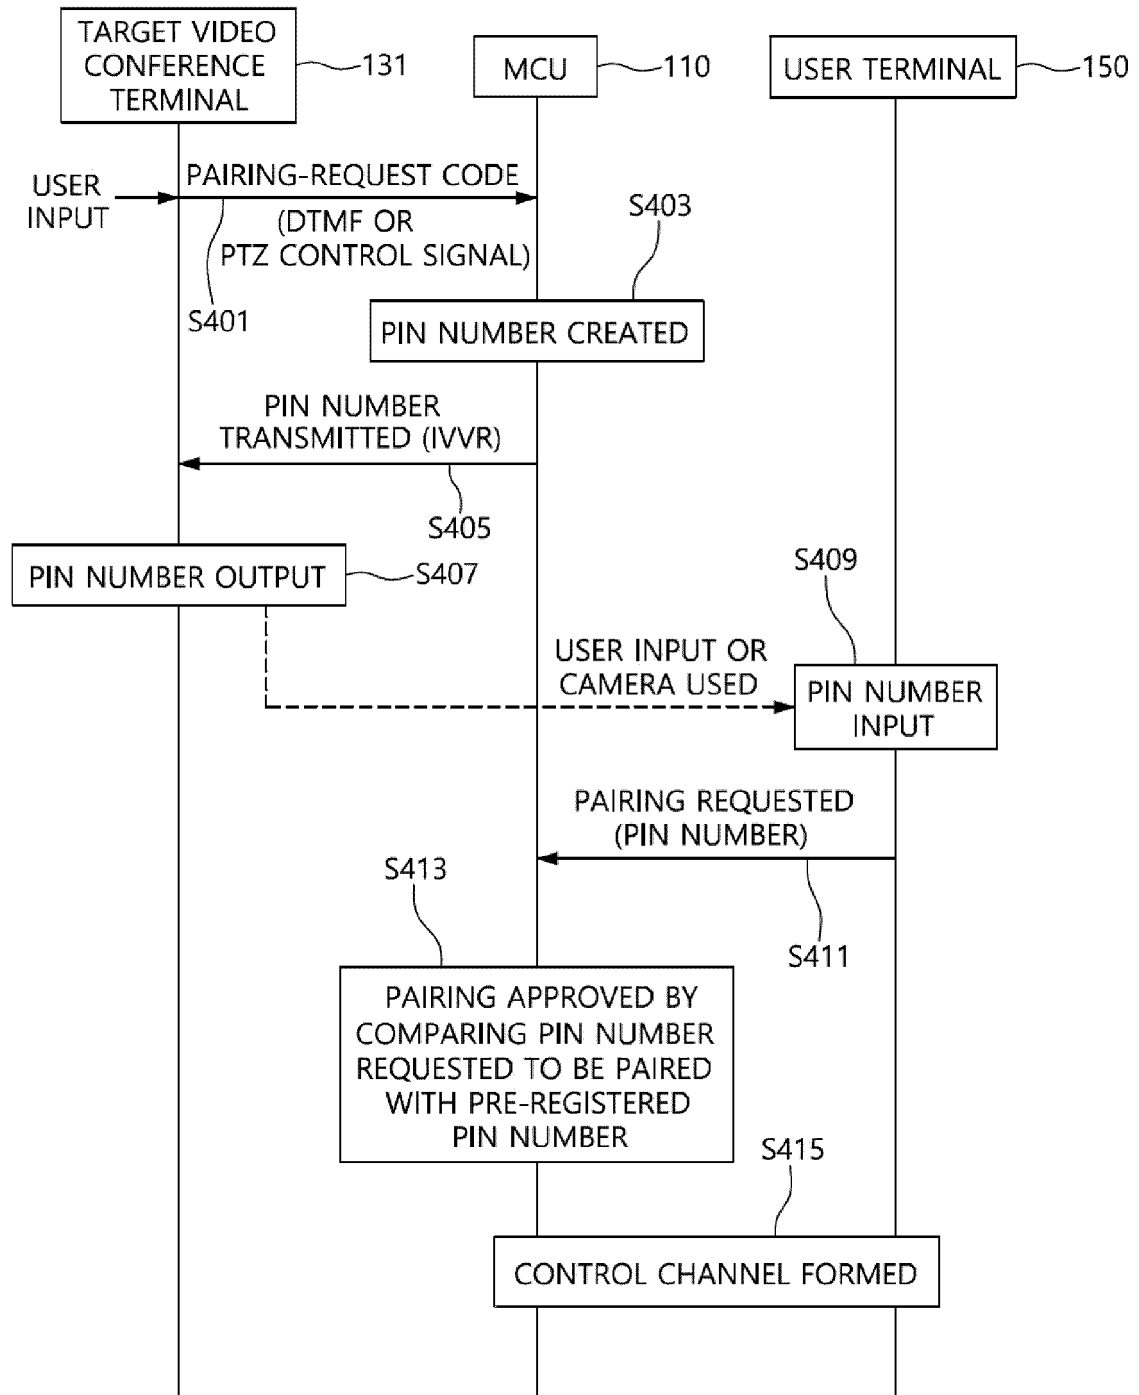 TARGET VIDEO
CONFERENCE
TERMINAL
131
MCU
110
USER TERMINAL
150
USER
INPUT
PAIRING-REQUEST CODE
(DTMF OR
PTZ CONTROL SIGNAL)
S401
S403
PIN NUMBER CREATED
PIN NUMBER
TRANSMITTED (IVVR)
S405
PIN NUMBER OUTPUT
S407
S409
USER INPUT OR
CAMERA USED
PIN NUMBER
INPUT
PAIRING REQUESTED
(PIN NUMBER)
S411
S413
PAIRING APPROVED BY
COMPARING PIN NUMBER
REQUESTED TO BE PAIRED
WITH PRE-REGISTERED
PIN NUMBER
S415
CONTROL CHANNEL FORMED